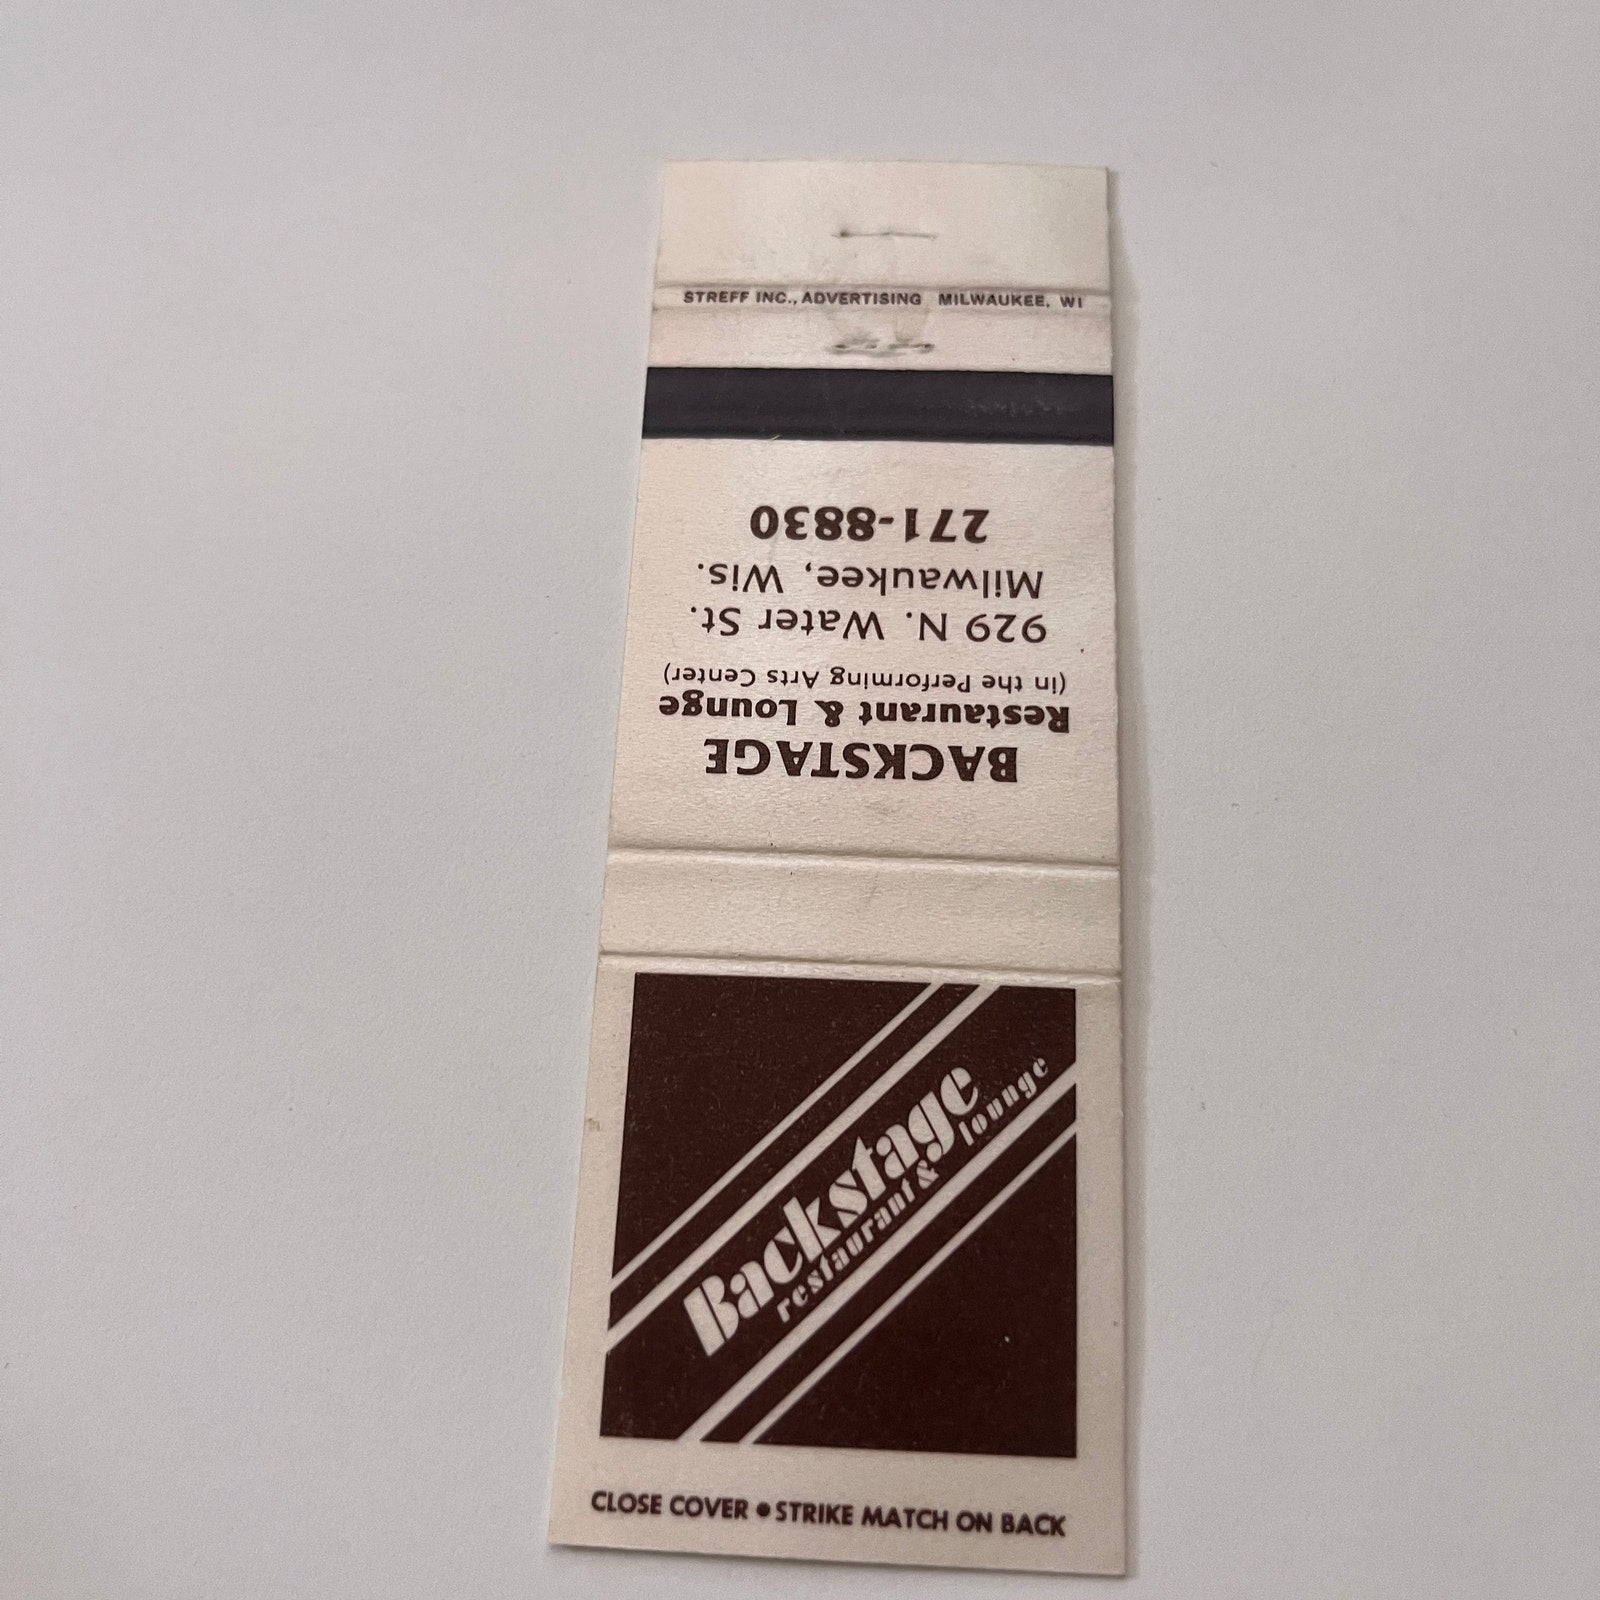 STREFF INC., ADVERTISING MILWAUKEE, WI
BACKSTAGE
Restaurant & Lounge
(in the Performing Arts Center)
929 N. Water St.
Milwaukee, Wis.
271-8830
Backstage
restaurant & lounge
CLOSE COVER • STRIKE MATCH ON BACK